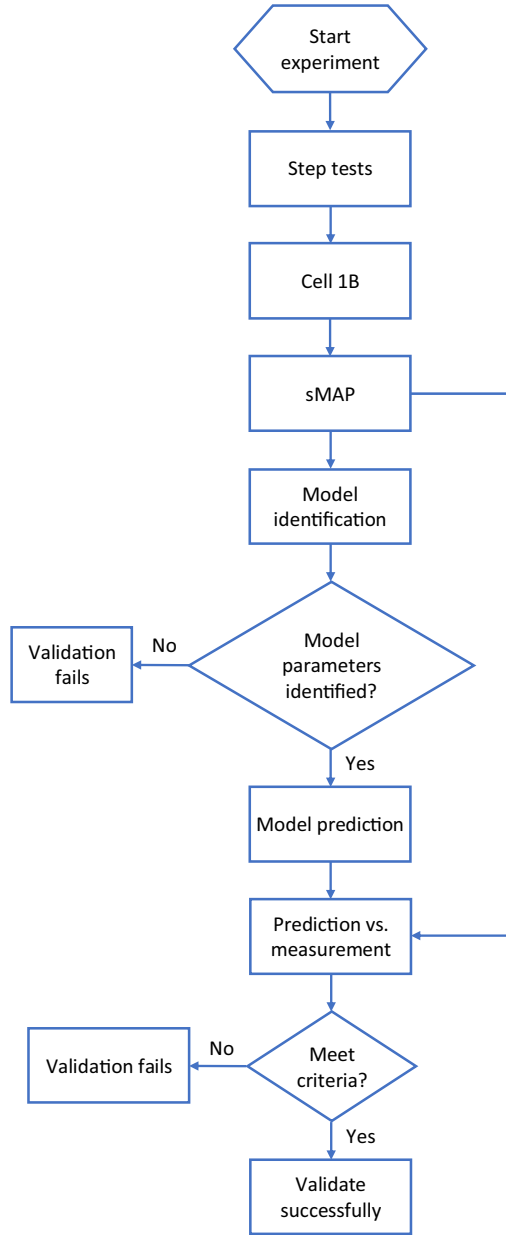 Start
experiment
Step tests
Cell 1B
sMAP
Model
identification
Model
parameters
identified?
No
Validation
fails
Yes
Model prediction
Prediction vs.
measurement
Meet
criteria?
No
Validation fails
Yes
Validate
successfully